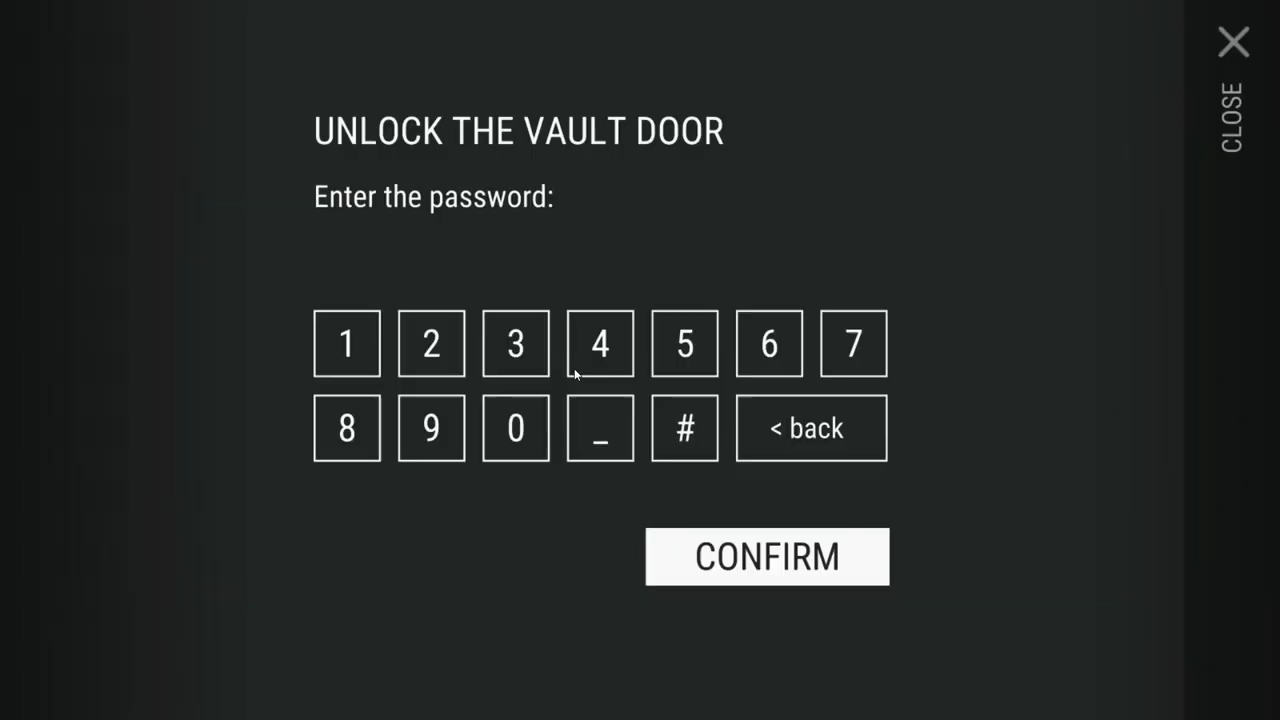 UNLOCK THE VAULT DOOR
Enter the password:
1 2 3 4 5 6 7
8 9 0 _ # < back
CONFIRM
CLOSE